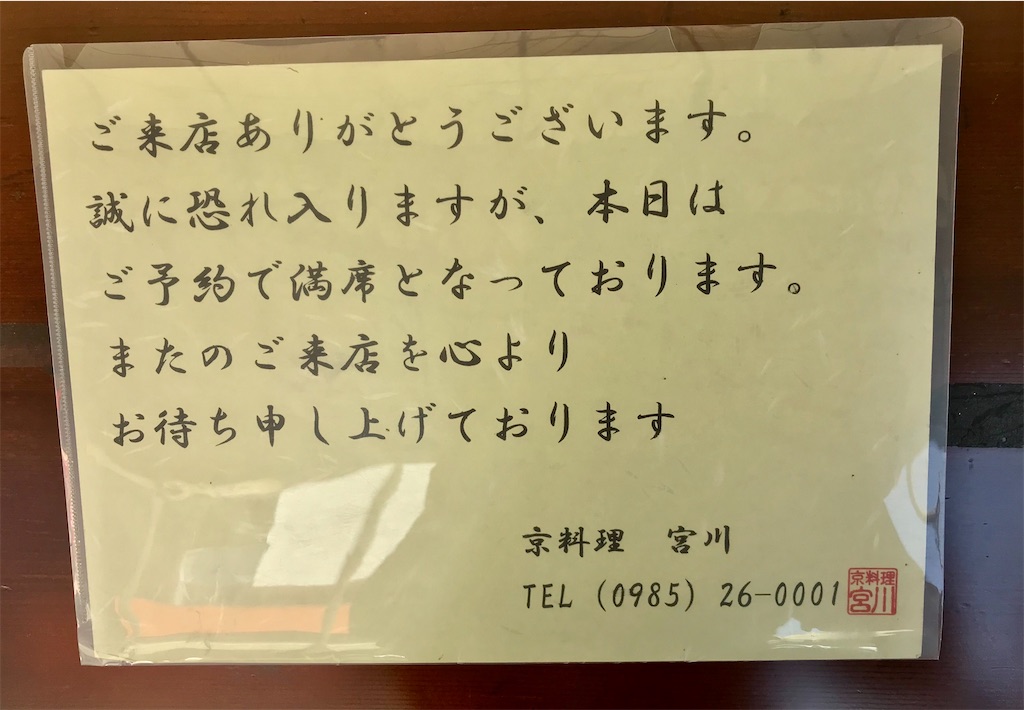 ご来店ありがとうございます。
誠に恐れ入りますが、本日は
ご予約で満席となっております。
またのご来店を心より
お待ち申し上げております
京料理　宮川
TEL (0985) 26-0001
京料理
宮川